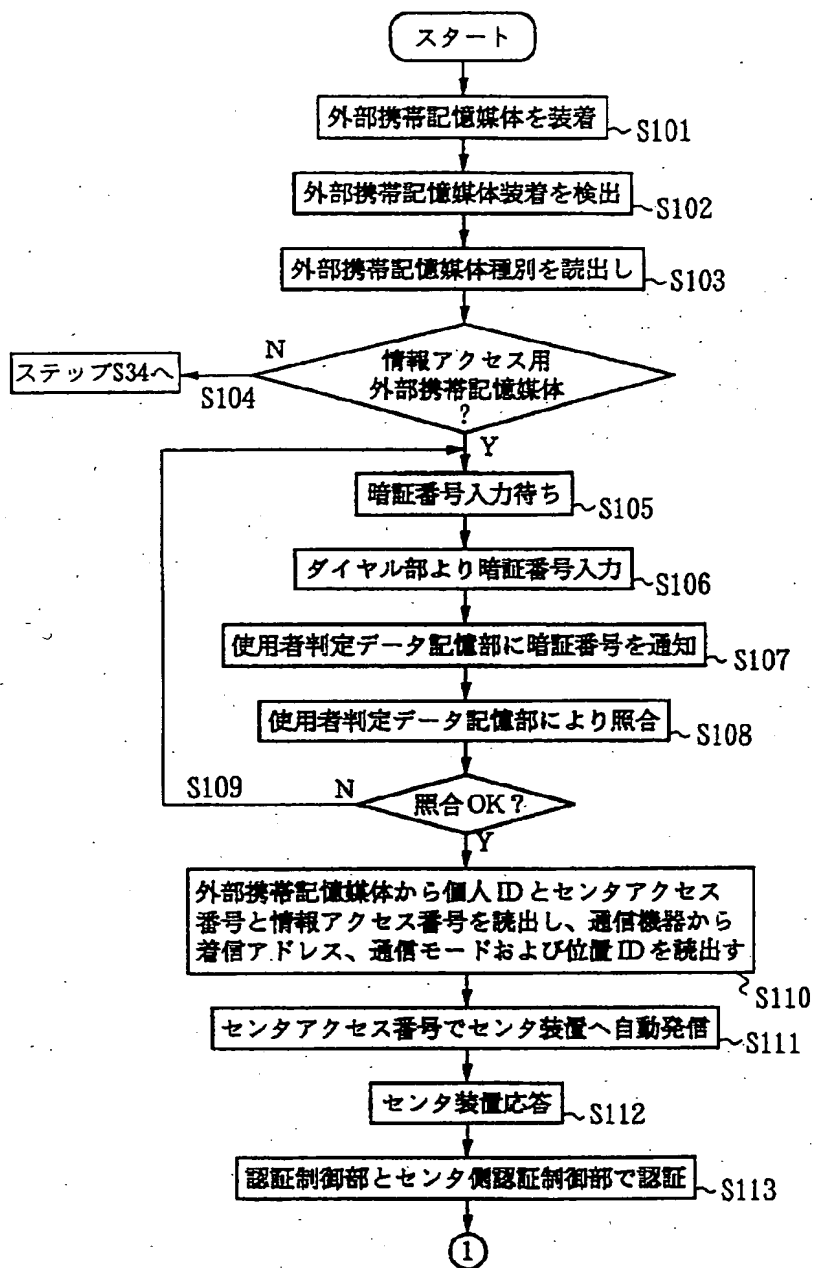 スタート
外部携帯記憶媒体を装着
S101
外部携帯記憶媒体装着を検出
S102
外部携帯記憶媒体種別を読出し
S103
情報アクセス用
外部携帯記憶媒体
?
N
S104
ステップS34へ
Y
暗証番号入力待ち
S105
ダイヤル部より暗証番号入力
S106
使用者判定データ記憶部に暗証番号を通知
S107
使用者判定データ記憶部により照合
S108
照合OK?
S109
N
Y
外部携帯記憶媒体から個人IDとセンタアクセス
番号と情報アクセス番号を読出し、通信機器から
着信アドレス、通信モードおよび位置IDを読出す
S110
センタアクセス番号でセンタ装置へ自動発信
S111
センタ装置応答
S112
認証制御部とセンタ側認証制御部で認証
S113
1